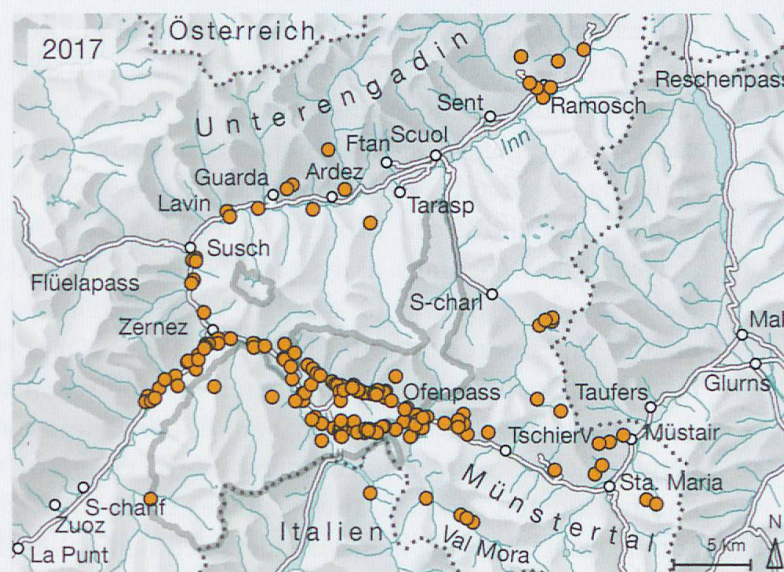 2017
Österreich
Unterengadin
Reschenpass
Sent
Ramosch
Ftan
Scuol
Inn
Guarda
Ardez
Lavin
Tarasp
Susch
Flüelapass
S-charl
Zernez
Mal
Glurns
Ofenpass
Taufers
Tschierv
Müstair
Münstertal
Sta. Maria
S-chanf
Zuoz
La Punt
Italien
Val Mora
5 km
N